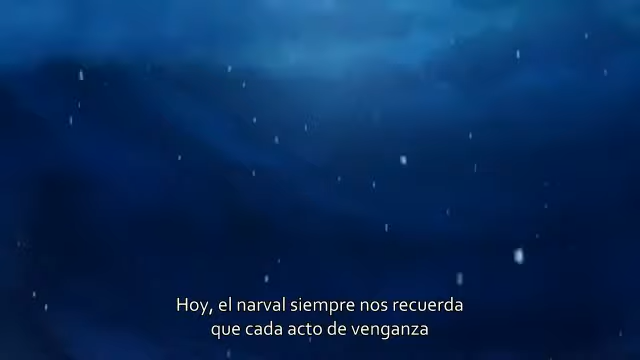 Hoy, el narval siempre nos recuerda
que cada acto de venganza